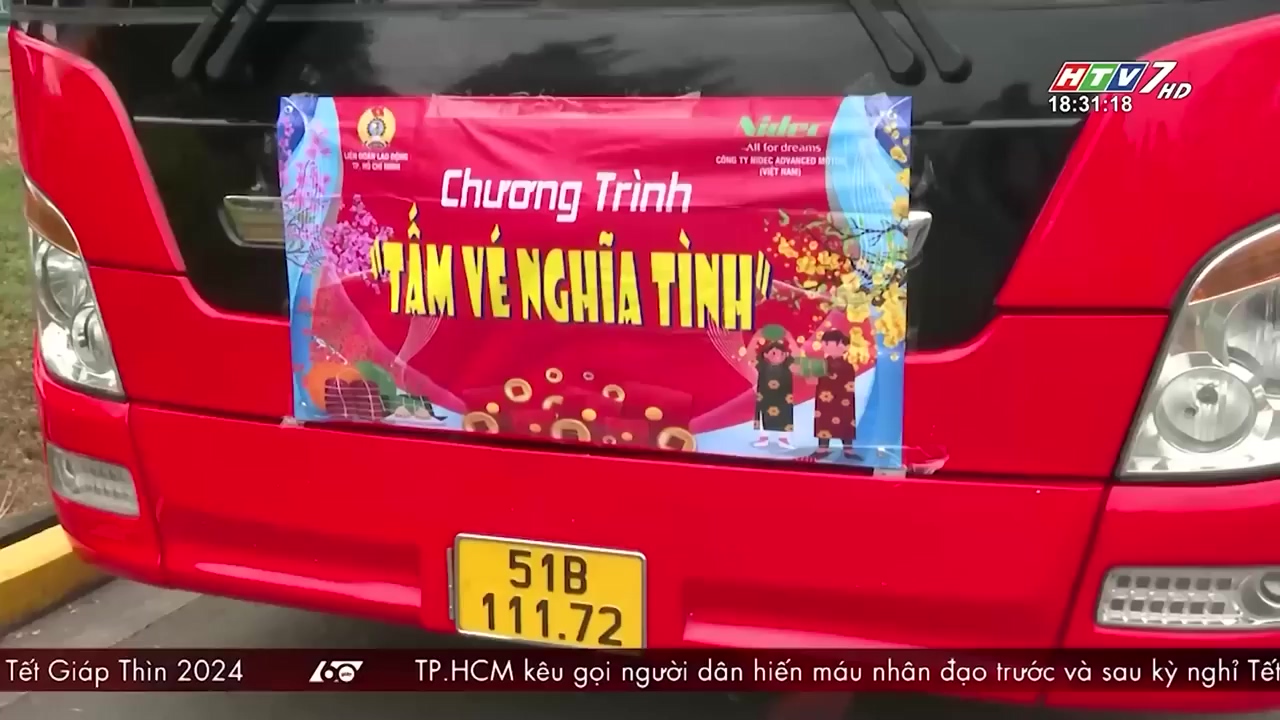 HTV7 HD
18:31:18
LIÊN ĐOÀN LAO ĐỘNG
TP. HỒ CHÍ MINH
Nidec
-All for dreams
CÔNG TY NIDEC ADVANCED MOTOR
(VIỆT NAM)
Chương Trình
"TẤM VÉ NGHĨA TÌNH"
51B
111.72
Tết Giáp Thìn 2024
60
TP.HCM kêu gọi người dân hiến máu nhân đạo trước và sau kỳ nghỉ Tết